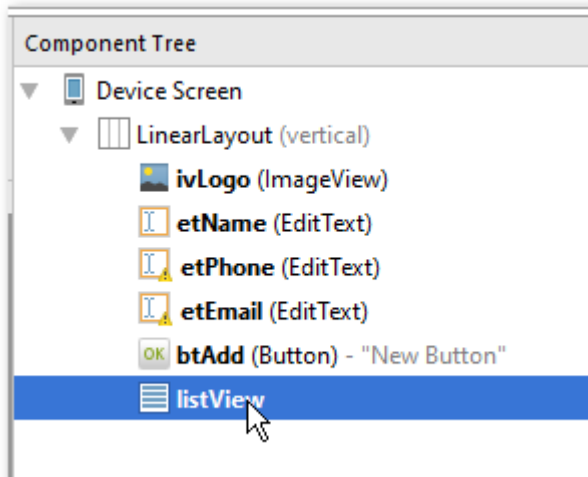 Component Tree
Device Screen
LinearLayout (vertical)
ivLogo (ImageView)
etName (EditText)
etPhone (EditText)
etEmail (EditText)
OK btAdd (Button) - "New Button"
listView